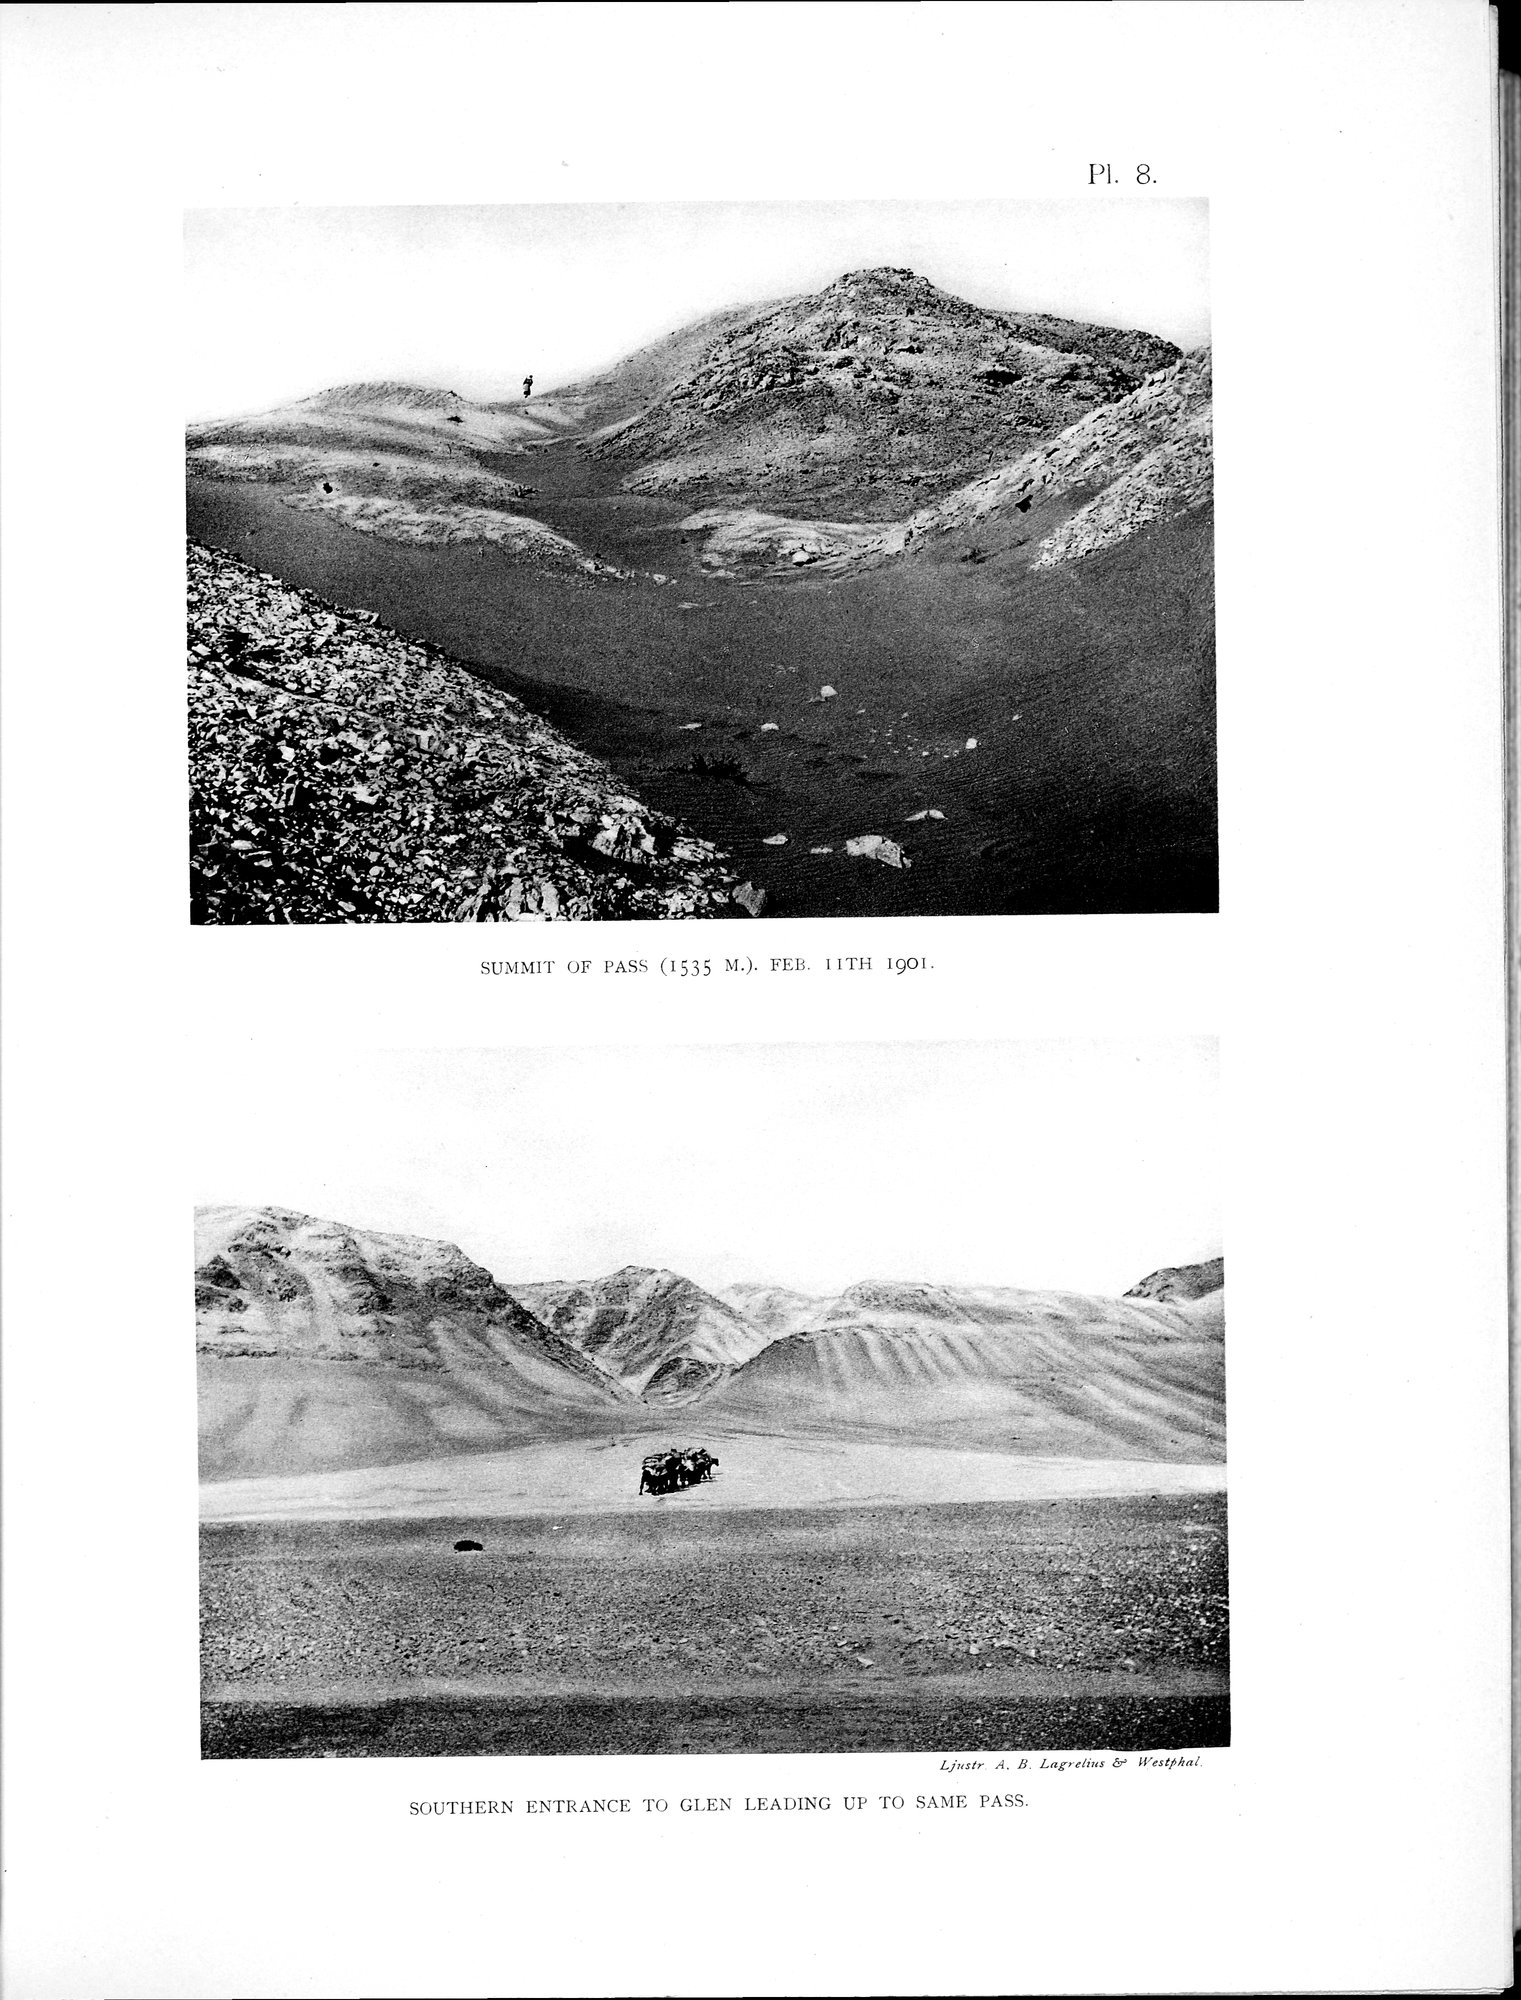 Pl. 8.
SUMMIT OF PASS (1535 M.). FEB. 11TH 1901.
Ljustr. A. B. Lagrelius & Westphal.
SOUTHERN ENTRANCE TO GLEN LEADING UP TO SAME PASS.